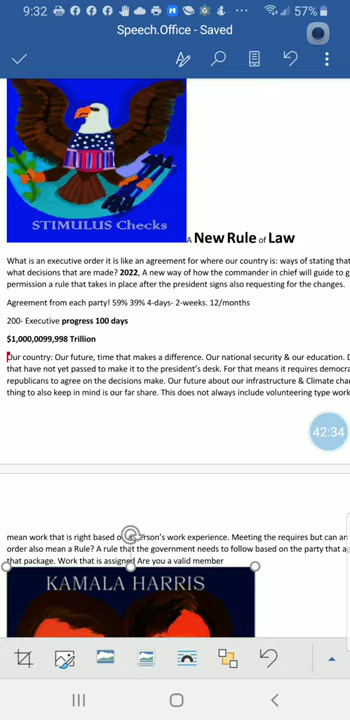 9:32
57%
Speech.Office - Saved
STIMULUS Checks
A New Rule of Law
What is an executive order it is like an agreement for where our country is: ways of stating that
what decisions that are made? 2022, A new way of how the commander in chief will guide to g
permission a rule that takes in place after the president signs also requesting for the changes.
Agreement from each party! 59% 39% 4-days- 2-weeks. 12/months
200- Executive progress 100 days
$1,000,0099,998 Trillion
Our country: Our future, time that makes a difference. Our national security & our education. D
that have not yet passed to make it to the president's desk. For that means it requires democra
republicans to agree on the decisions make. Our future about our infrastructure & Climate chan
thing to also keep in mind is our far share. This does not always include volunteering type work
42:34
mean work that is right based o erson's work experience. Meeting the requires but can an
order also mean a Rule? A rule that the government needs to follow based on the party that a
that package. Work that is assigned Are you a valid member
KAMALA HARRIS